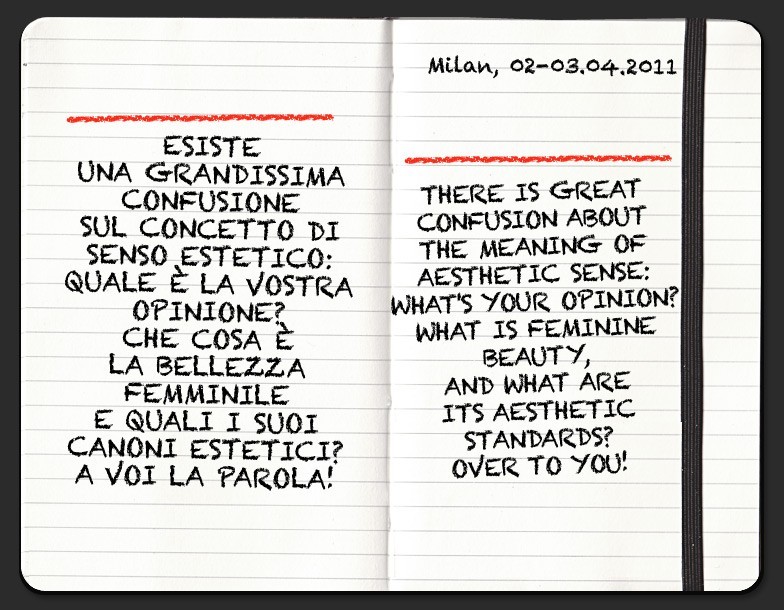 ESISTE
UNA GRANDISSIMA
CONFUSIONE
SUL CONCETTO DI
SENSO ESTETICO:
QUALE È LA VOSTRA
OPINIONE?
CHE COSA È
LA BELLEZZA
FEMMINILE
E QUALI I SUOI
CANONI ESTETICI?
A VOI LA PAROLA!
Milan, 02-03.04.2011
THERE IS GREAT
CONFUSION ABOUT
THE MEANING OF
AESTHETIC SENSE:
WHAT'S YOUR OPINION?
WHAT IS FEMININE
BEAUTY,
AND WHAT ARE
ITS AESTHETIC
STANDARDS?
OVER TO YOU!